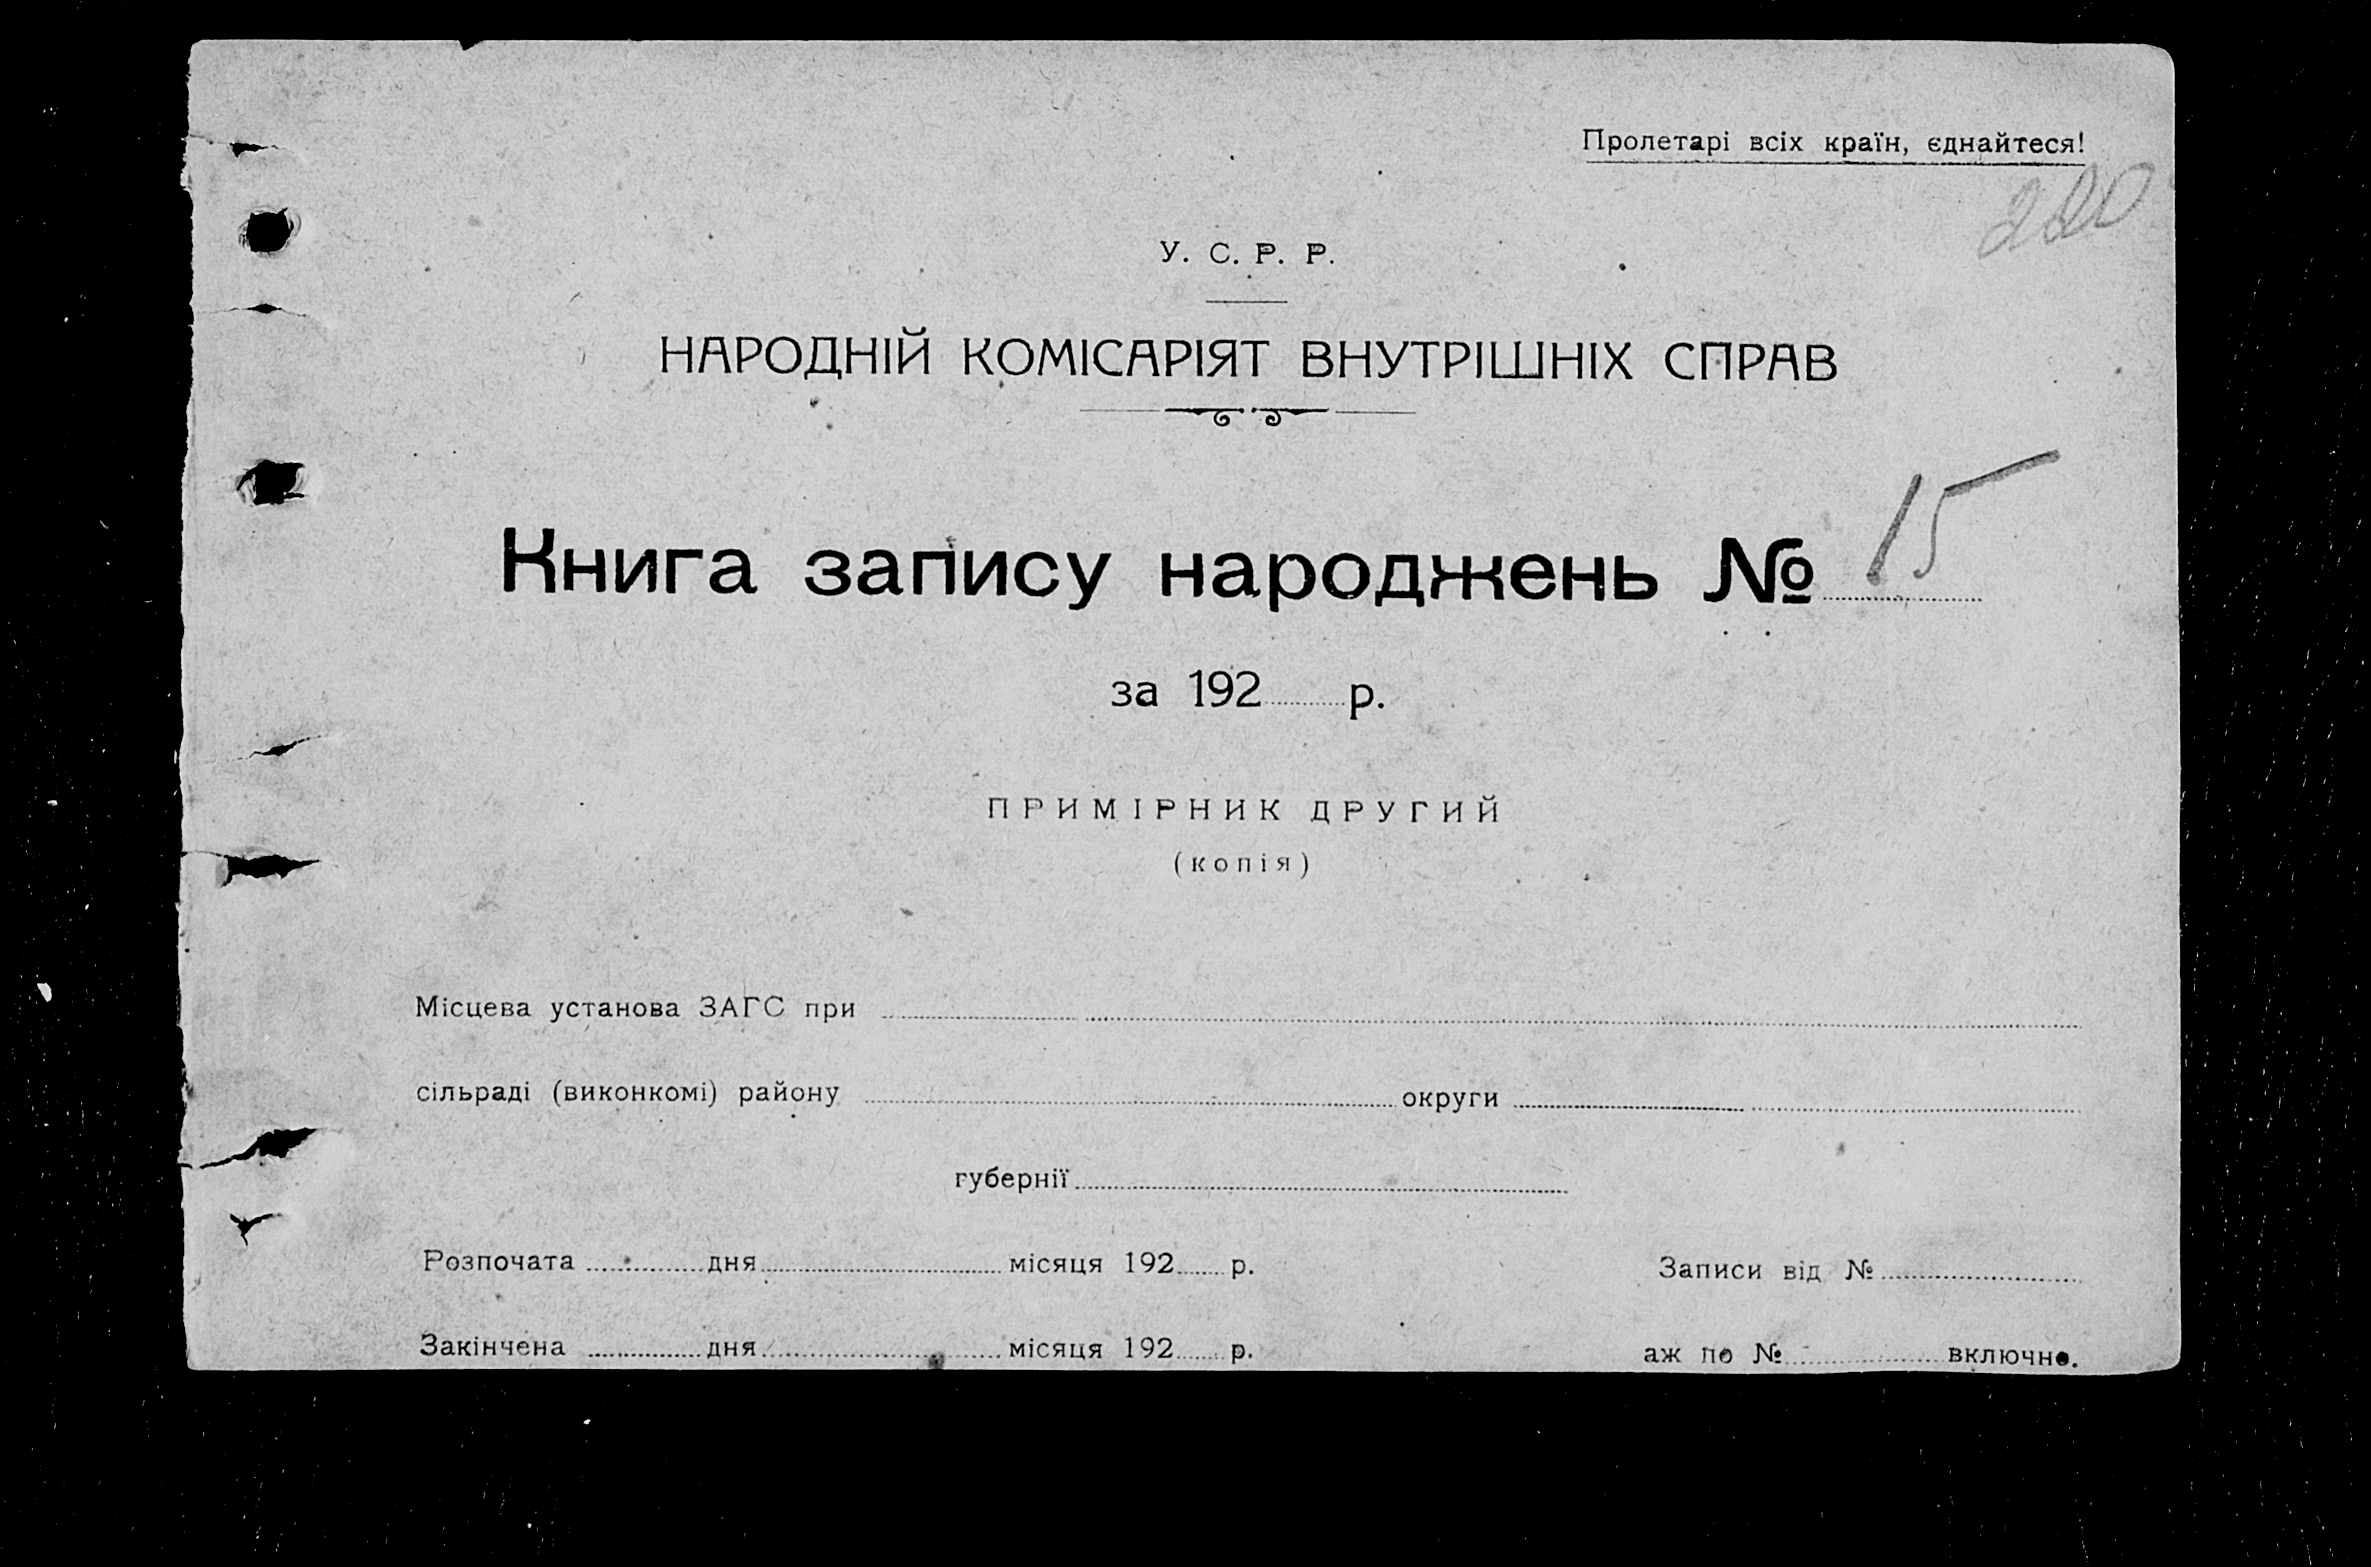 Пролетарі всіх країн, єднайтеся!
220
У. С. Р. Р.
НАРОДНІЙ КОМІСАРІЯТ ВНУТРІШНІХ СПРАВ
Книга запису народжень № 15
за 192 р.
ПРИМІРНИК ДРУГИЙ
(копія)
Місцева установа ЗАГС при
сільраді (виконкомі) району округи
губернії
Розпочата дня місяця 192 р. Записи від №
Закінчена дня місяця 192 р. аж по № включно.